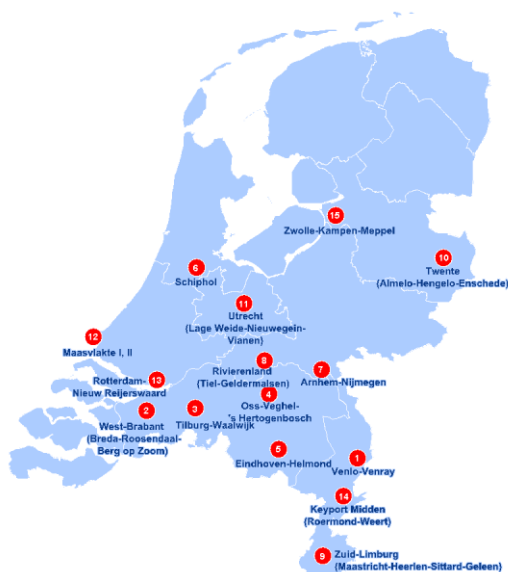 15
Zwolle-Kampen-Meppel
10
Twente
(Almelo-Hengelo-Enschede)
6
Schiphol
11
Utrecht
(Lage Weide-Nieuwegein-
Vianen)
12
Maasvlakte I, II
8
Rivierenland
(Tiel-Geldermalsen)
7
Arnhem-Nijmegen
13
Rotterdam-
Nieuw Reijerswaard
4
Oss-Veghel-
's Hertogenbosch
2
West-Brabant
(Breda-Roosendaal-
Berg op Zoom)
3
Tilburg-Waalwijk
5
Eindhoven-Helmond
1
Venlo-Venray
14
Keyport Midden
(Roermond-Weert)
9
Zuid-Limburg
(Maastricht-Heerlen-Sittard-Geleen)